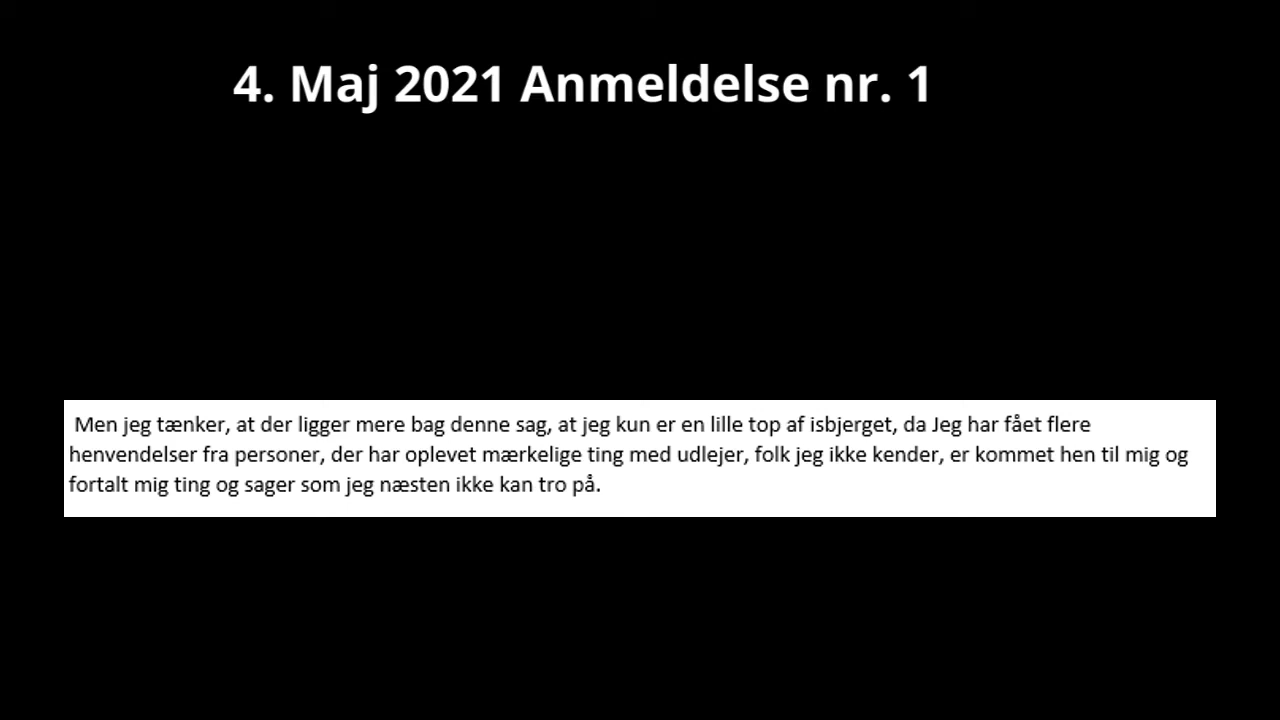 4. Maj 2021 Anmeldelse nr. 1
Men jeg tænker, at der ligger mere bag denne sag, at jeg kun er en lille top af isbjerget, da Jeg har fået flere
henvendelser fra personer, der har oplevet mærkelige ting med udlejer, folk jeg ikke kender, er kommet hen til mig og
fortalt mig ting og sager som jeg næsten ikke kan tro på.